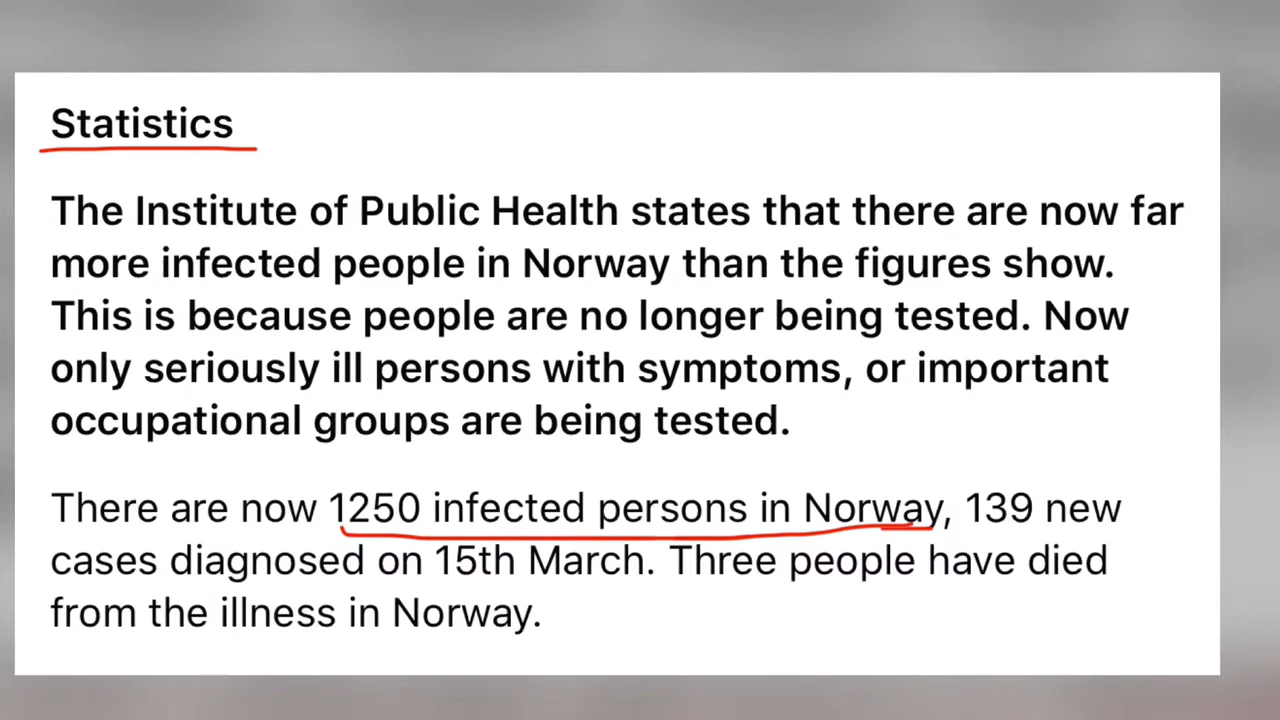 Statistics
The Institute of Public Health states that there are now far
more infected people in Norway than the figures show.
This is because people are no longer being tested. Now
only seriously ill persons with symptoms, or important
occupational groups are being tested.
There are now 1250 infected persons in Norway, 139 new
cases diagnosed on 15th March. Three people have died
from the illness in Norway.